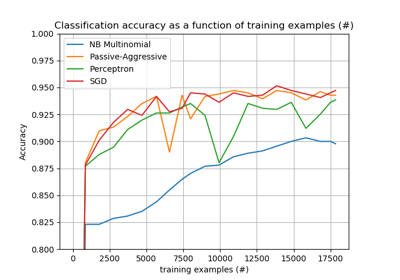 Classification accuracy as a function of training examples (#)
1.000
0.975
0.950
0.925
0.900
0.875
0.850
0.825
0.800
Accuracy
NB Multinomial
Passive-Aggressive
Perceptron
SGD
0 2500 5000 7500 10000 12500 15000 17500
training examples (#)